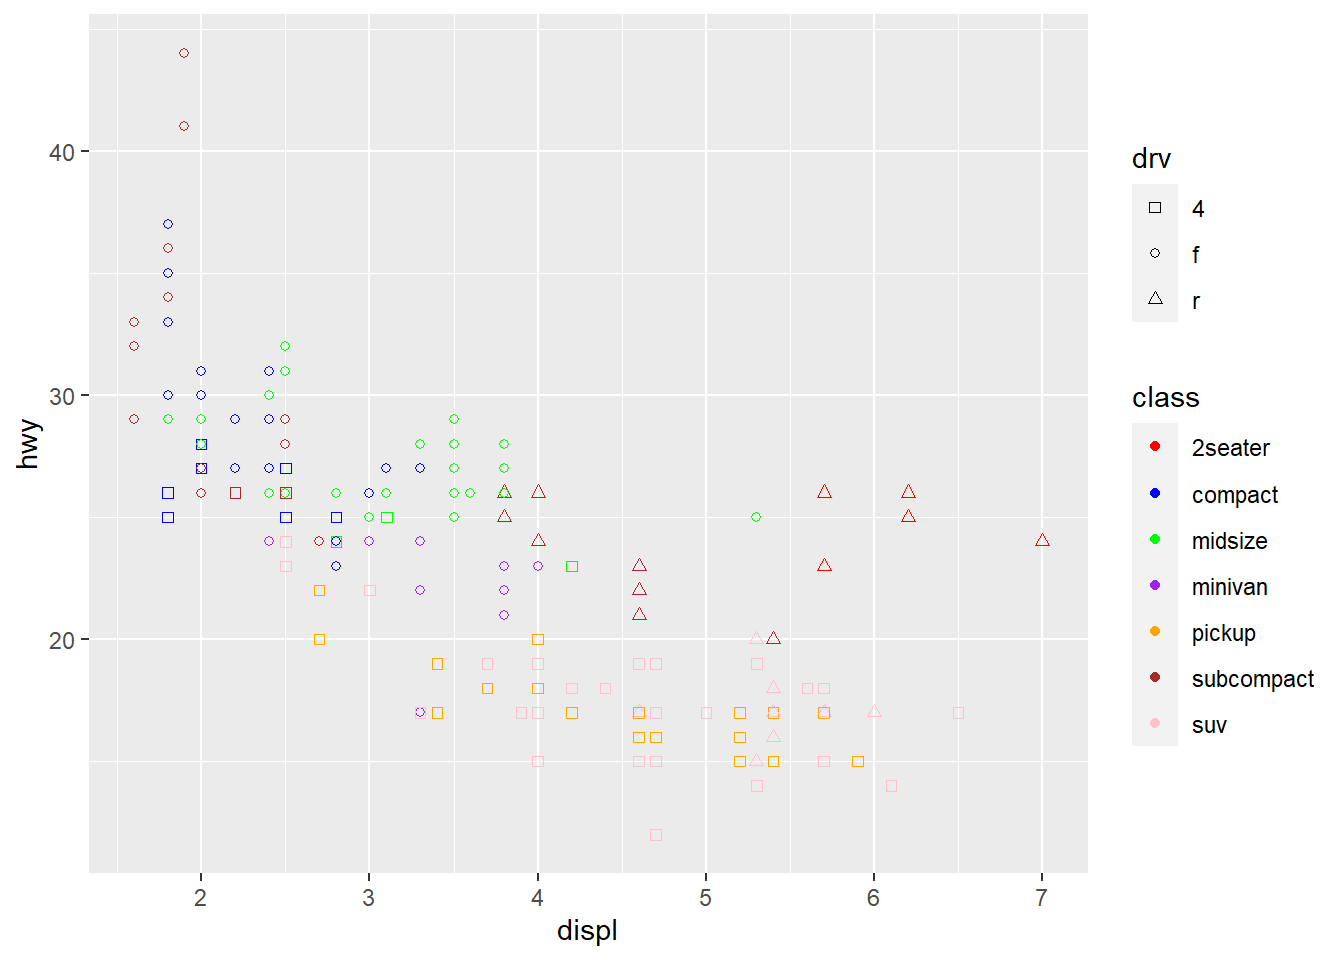 40
30
20
hwy
2 3 4 5 6 7
displ
drv
4
f
r
class
2seater
compact
midsize
minivan
pickup
subcompact
suv